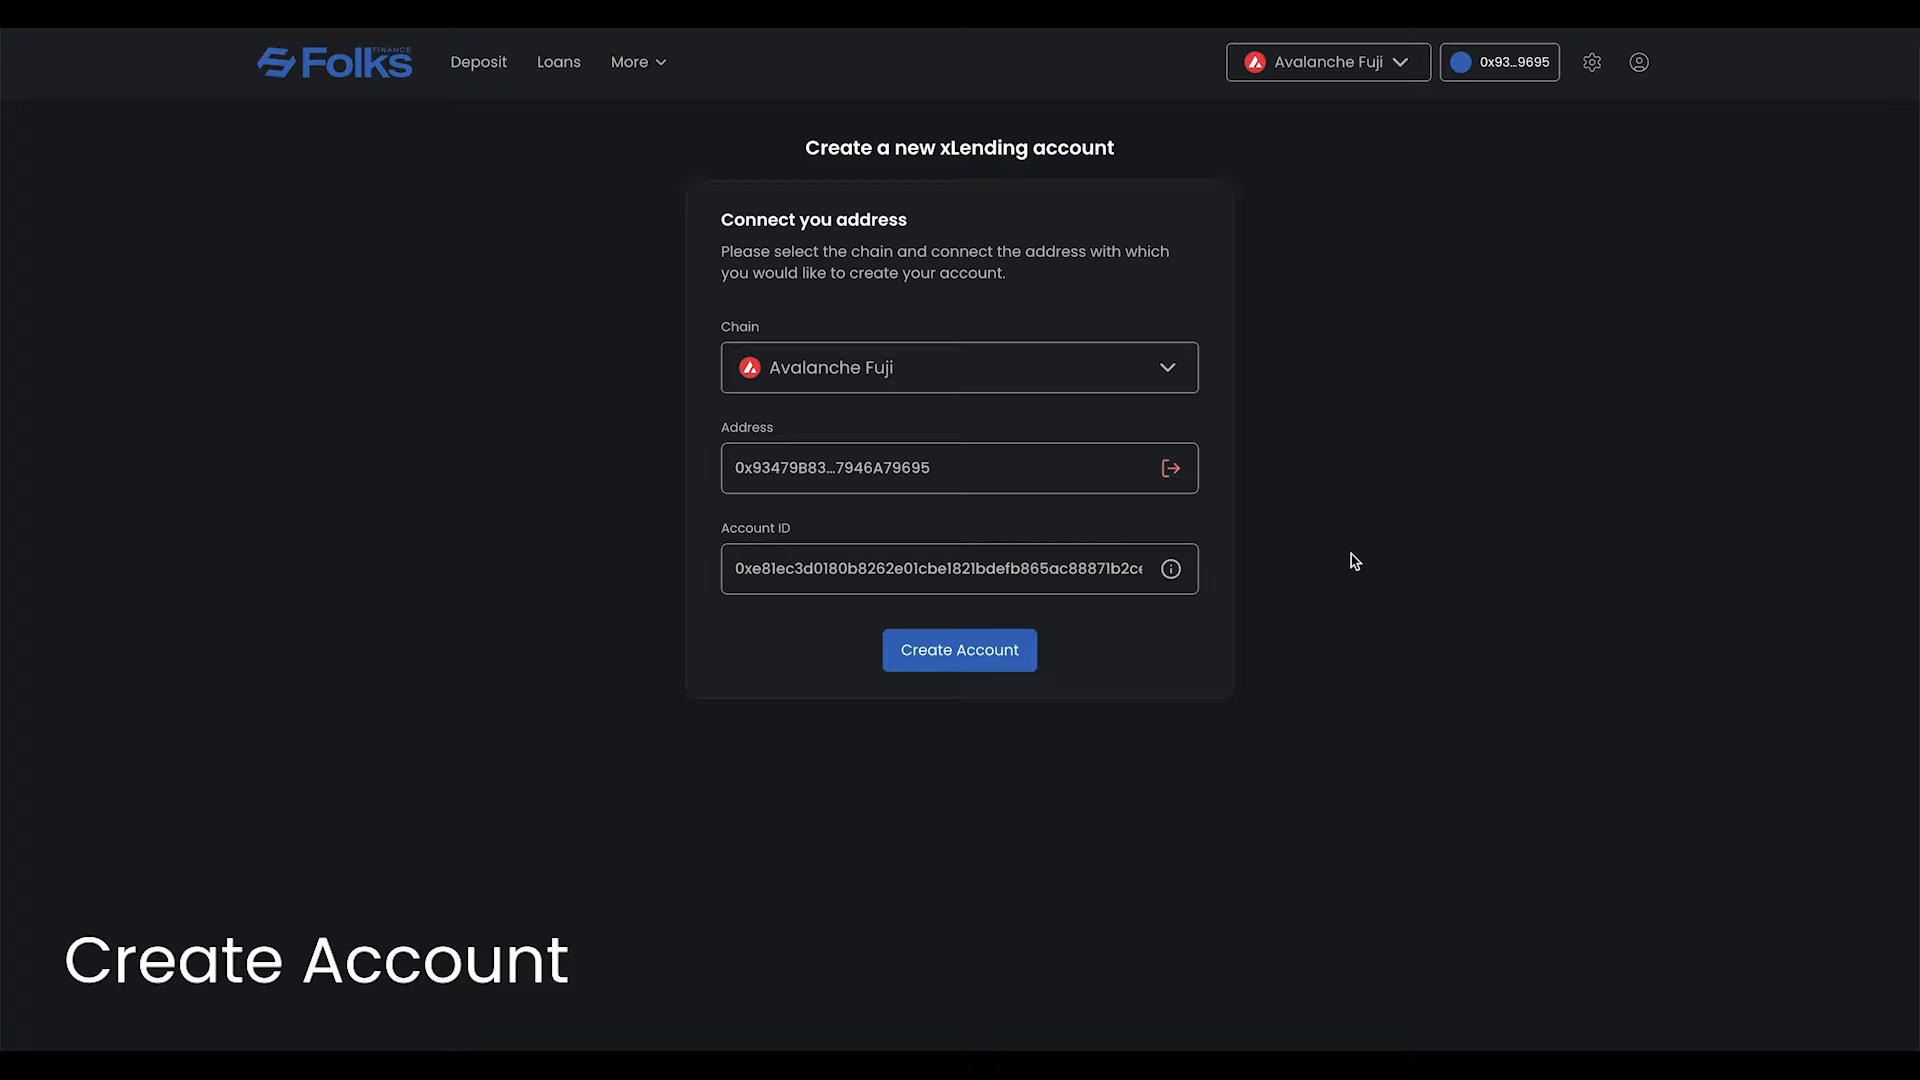 Folks
FINANCE
Deposit
Loans
More
Avalanche Fuji
0x93...9695
Create a new xLending account
Connect you address
Please select the chain and connect the address with which
you would like to create your account.
Chain
Avalanche Fuji
Address
0x93479B83...7946A79695
Account ID
0xe81ec3d0180b8262e01cbe1821bdefb865ac88871b2ce
Create Account
Create Account